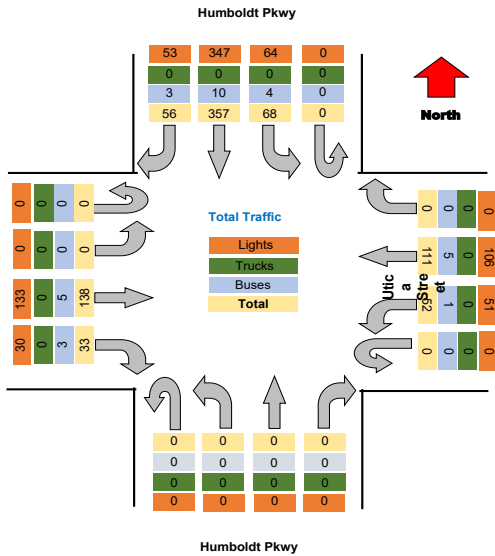 Humboldt Pkwy
53 347 64 0
0 0 0 0
3 10 4 0
56 357 68 0
North
0 0 0 0
0 0 0 0
133 0 5 138
30 0 3 33
Total Traffic
Lights
Trucks
Buses
Total
0 0 0 0
111 5 0 106
Utic
a
Stre
et
52 1 0 51
0 0 0 0
0 0 0 0
0 0 0 0
0 0 0 0
0 0 0 0
Humboldt Pkwy